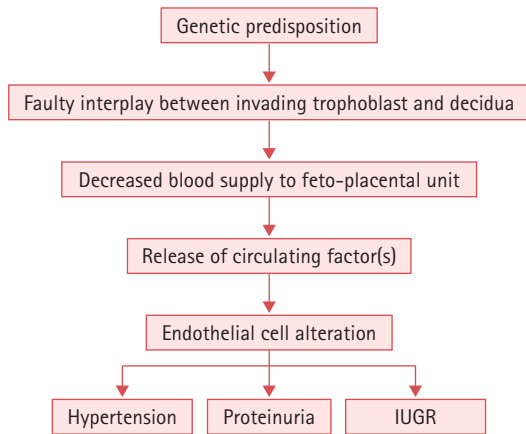 Genetic predisposition
Faulty interplay between invading trophoblast and decidua
Decreased blood supply to feto-placental unit
Release of circulating factor(s)
Endothelial cell alteration
Hypertension
Proteinuria
IUGR